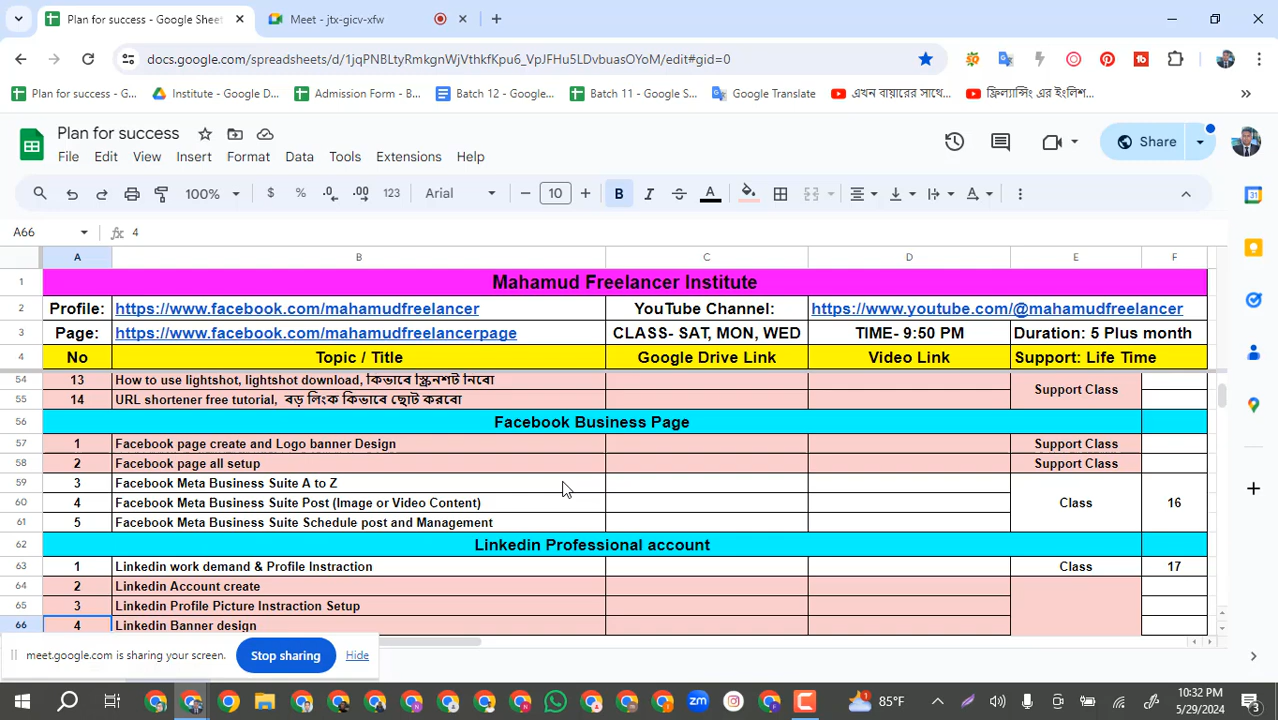 Plan for success - Google Sheet
Meet - jtx-gicv-xfw
docs.google.com/spreadsheets/d/1jqPNBLtyRmkgnWjVthkfKpu6_VpJFHu5LDvbuasOYoM/edit#gid=0
Plan for success - G...
Institute - Google D...
Admission Form - B...
Batch 12 - Google...
Batch 11 - Google S...
Google Translate
এখন বায়ারের সাথে...
ফ্রিল্যান্সিং এর ইংলিশ...
Plan for success
Share
File Edit View Insert Format Data Tools Extensions Help
100% $ % .0 .00 123 Arial 10 B I A
A66 fx 4
A B C D E F
1 Mahamud Freelancer Institute
2 Profile: https://www.facebook.com/mahamudfreelancer YouTube Channel: https://www.youtube.com/@mahamudfreelancer
3 Page: https://www.facebook.com/mahamudfreelancerpage CLASS- SAT, MON, WED TIME- 9:50 PM Duration: 5 Plus month
4 No Topic / Title Google Drive Link Video Link Support: Life Time
54 13 How to use lightshot, lightshot download, কিভাবে স্ক্রিনশট নিবো
Support Class
55 14 URL shortener free tutorial, বড় লিংক কিভাবে ছোট করবো
56 Facebook Business Page
57 1 Facebook page create and Logo banner Design Support Class
58 2 Facebook page all setup Support Class
59 3 Facebook Meta Business Suite A to Z
60 4 Facebook Meta Business Suite Post (Image or Video Content) Class 16
61 5 Facebook Meta Business Suite Schedule post and Management
62 Linkedin Professional account
63 1 Linkedin work demand & Profile Instraction Class 17
64 2 Linkedin Account create
65 3 Linkedin Profile Picture Instraction Setup
66 4 Linkedin Banner design
meet.google.com is sharing your screen. Stop sharing Hide
85°F
10:32 PM
5/29/2024
3